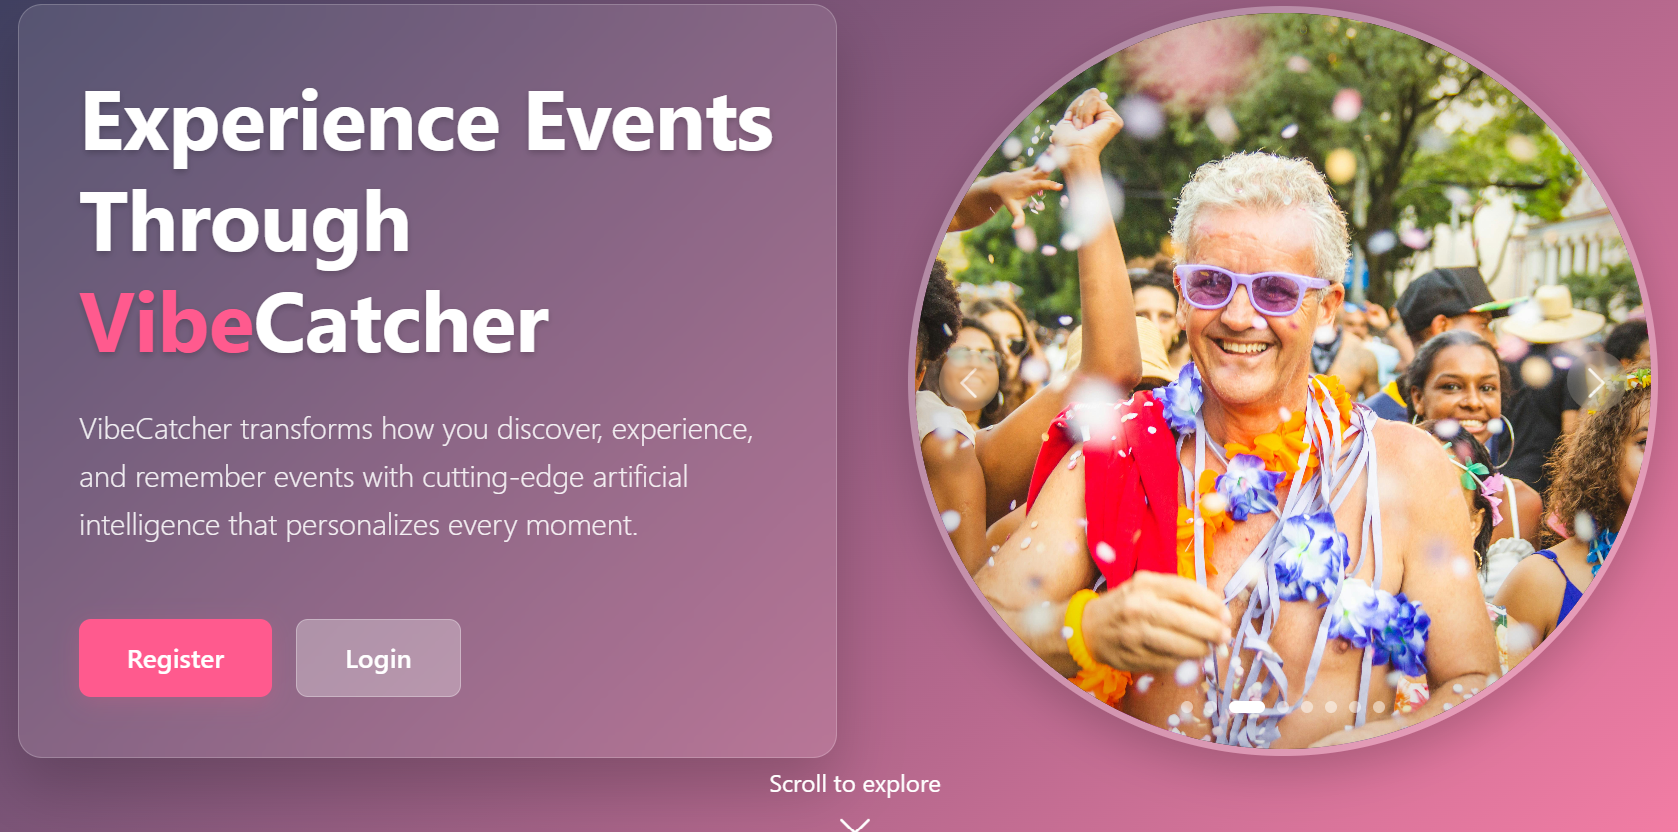 Experience Events
Through
VibeCatcher
VibeCatcher transforms how you discover, experience,
and remember events with cutting-edge artificial
intelligence that personalizes every moment.
Register
Login
Scroll to explore